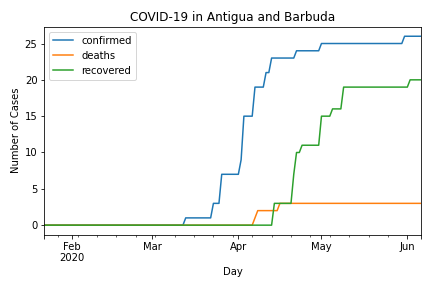 COVID-19 in Antigua and Barbuda
confirmed
deaths
recovered
Number of Cases
25
20
15
10
5
0
Feb
2020
Mar
Apr
May
Jun
Day